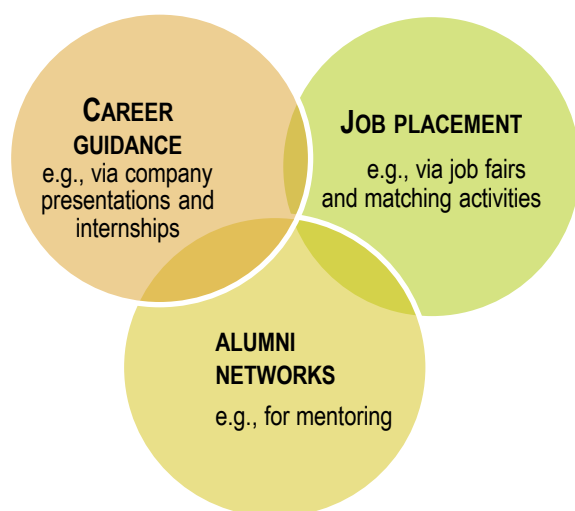 CAREER
GUIDANCE
e.g., via company
presentations and
internships
JOB PLACEMENT
e.g., via job fairs
and matching activities
ALUMNI
NETWORKS
e.g., for mentoring